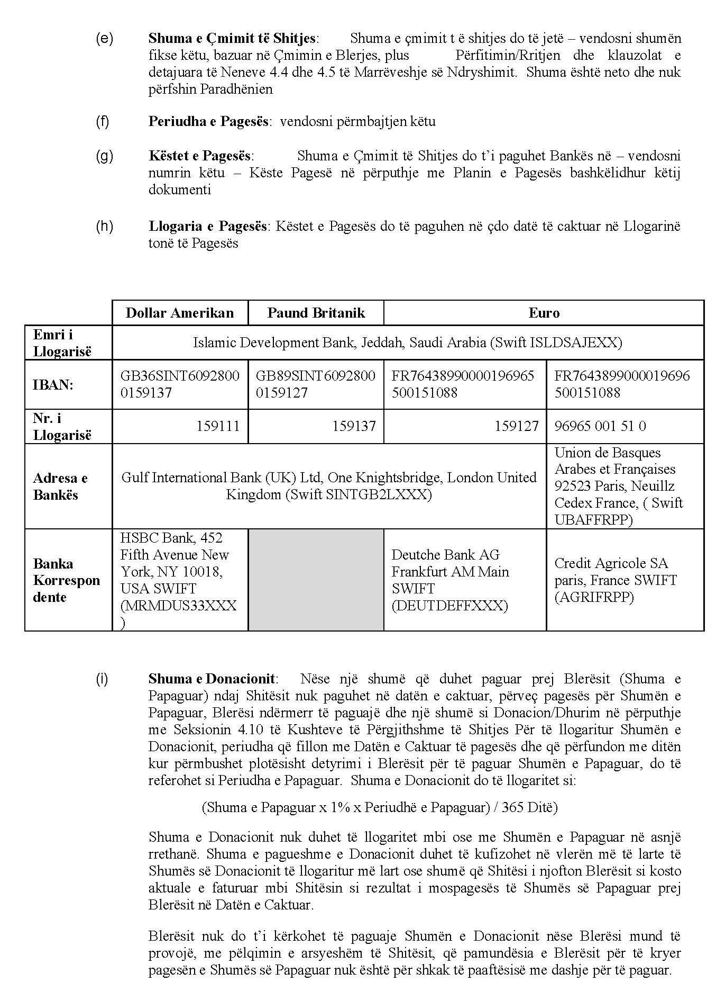 (e) Shuma e Çmimit të Shitjes: Shuma e çmimit t ë shitjes do të jetë – vendosni shumën
fikse këtu, bazuar në Çmimin e Blerjes, plus Përfitimin/Rritjen dhe klauzolat e
detajuara të Neneve 4.4 dhe 4.5 të Marrëveshje së Ndryshimit. Shuma është neto dhe nuk
përfshin Paradhënien
(f) Periudha e Pagesës: vendosni përmbajtjen këtu
(g) Këstet e Pagesës: Shuma e Çmimit të Shitjes do t’i paguhet Bankës në – vendosni
numrin këtu – Këste Pagesë në përputhje me Planin e Pagesës bashkëlidhur këtij
dokumenti
(h) Llogaria e Pagesës: Këstet e Pagesës do të paguhen në çdo datë të caktuar në Llogarinë
tonë të Pagesës
Dollar Amerikan Paund Britanik Euro
Emri i
Llogarisë
Islamic Development Bank, Jeddah, Saudi Arabia (Swift ISLDSAJEXX)
IBAN:
GB36SINT6092800
0159137
GB89SINT6092800
0159127
FR76438990000196965
500151088
FR7643899000019696
500151088
Nr. i
Llogarisë
159111
159137
159127
96965 001 51 0
Adresa e
Bankës
Gulf International Bank (UK) Ltd, One Knightsbridge, London United
Kingdom (Swift SINTGB2LXXX)
Union de Basques
Arabes et Françaises
92523 Paris, Neuillz
Cedex France, ( Swift
UBAFFRPP)
Banka
Korrespon
dente
HSBC Bank, 452
Fifth Avenue New
York, NY 10018,
USA SWIFT
(MRMDUS33XXX
)
Deutche Bank AG
Frankfurt AM Main
SWIFT
(DEUTDEFFXXX)
Credit Agricole SA
paris, France SWIFT
(AGRIFRPP)
(i) Shuma e Donacionit: Nëse një shumë që duhet paguar prej Blerësit (Shuma e
Papaguar) ndaj Shitësit nuk paguhet në datën e caktuar, përveç pagesës për Shumën e
Papaguar, Blerësi ndërmerr të paguajë dhe një shumë si Donacion/Dhurim në përputhje
me Seksionin 4.10 të Kushteve të Përgjithshme të Shitjes Për të llogaritur Shumën e
Donacionit, periudha që fillon me Datën e Caktuar të pagesës dhe që përfundon me ditën
kur përmbushet plotësisht detyrimi i Blerësit për të paguar Shumën e Papaguar, do të
referohet si Periudha e Papaguar. Shuma e Donacionit do të llogaritet si:
(Shuma e Papaguar x 1% x Periudhë e Papaguar) / 365 Ditë)
Shuma e Donacionit nuk duhet të llogaritet mbi ose me Shumën e Papaguar në asnjë
rrethanë. Shuma e pagueshme e Donacionit duhet të kufizohet në vlerën më të larte të
Shumës së Donacionit të llogaritur më lart ose shumë që Shitësi i njofton Blerësit si kosto
aktuale e faturuar mbi Shitësin si rezultat i mospagesës të Shumës së Papaguar prej
Blerësit në Datën e Caktuar.
Blerësit nuk do t’i kërkohet të paguaje Shumën e Donacionit nëse Blerësi mund të
provojë, me pëlqimin e arsyeshëm të Shitësit, që pamundësia e Blerësit për të kryer
pagesën e Shumës së Papaguar nuk është për shkak të paaftësisë me dashje për të paguar.